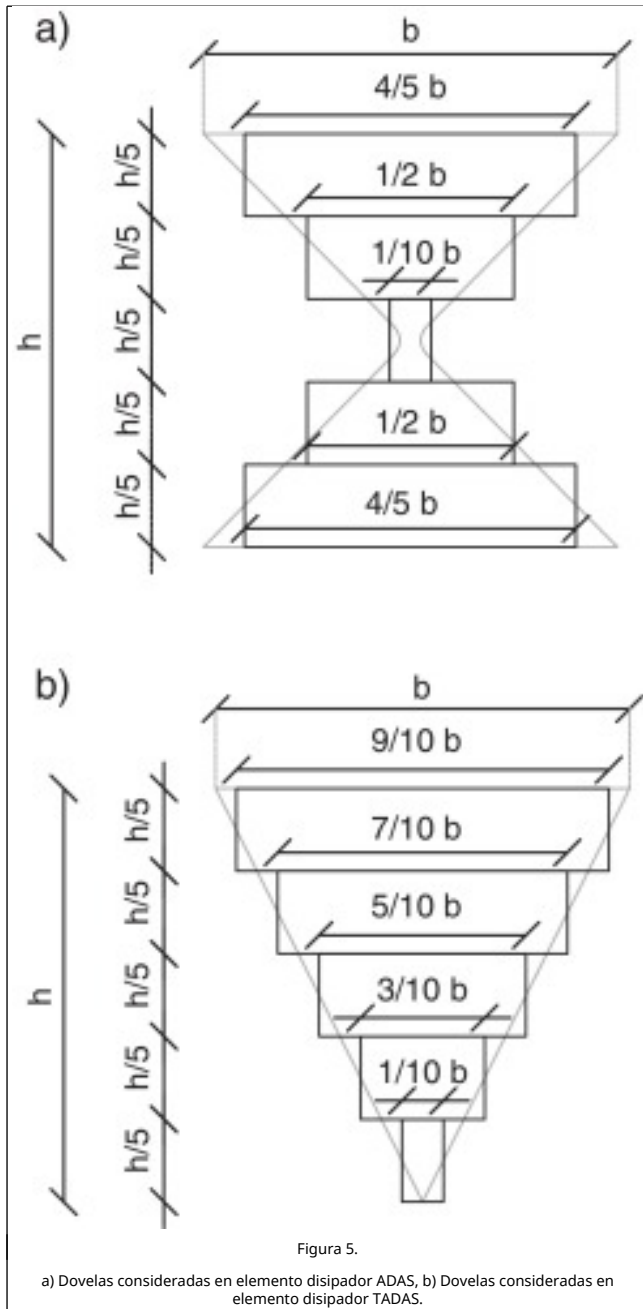 a)
b
4/5 b
h/5
1/2 b
h/5
1/10 b
h/5
h
h/5
1/2 b
h/5
4/5 b
b)
b
9/10 b
h/5
7/10 b
h/5
5/10 b
h/5
h
3/10 b
h/5
1/10 b
h/5
Figura 5.
a) Dovelas consideradas en elemento disipador ADAS, b) Dovelas consideradas en
elemento disipador TADAS.